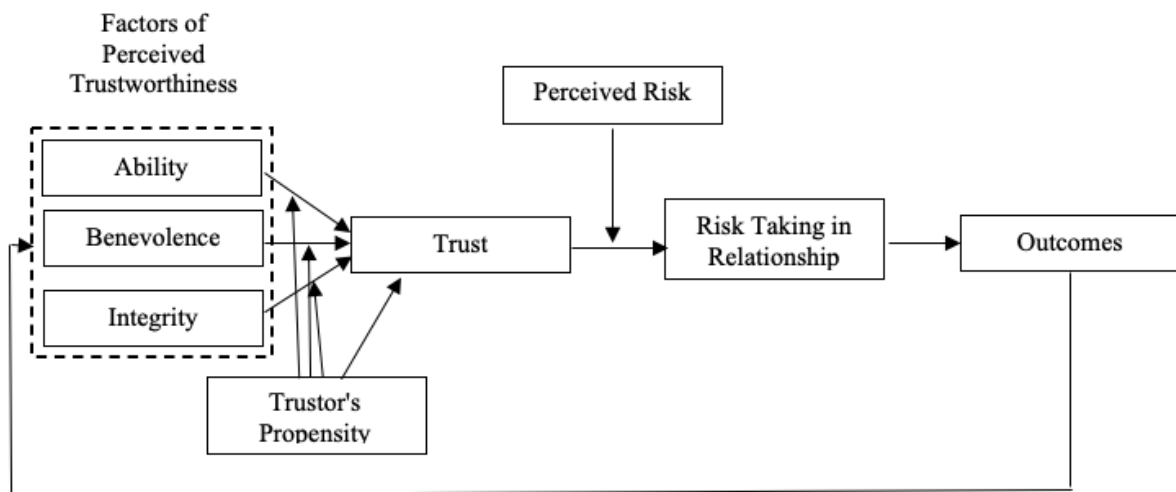 Factors of
Perceived
Trustworthiness
Perceived Risk
Ability
Benevolence
Integrity
Trust
Risk Taking in
Relationship
Outcomes
Trustor's
Propensity